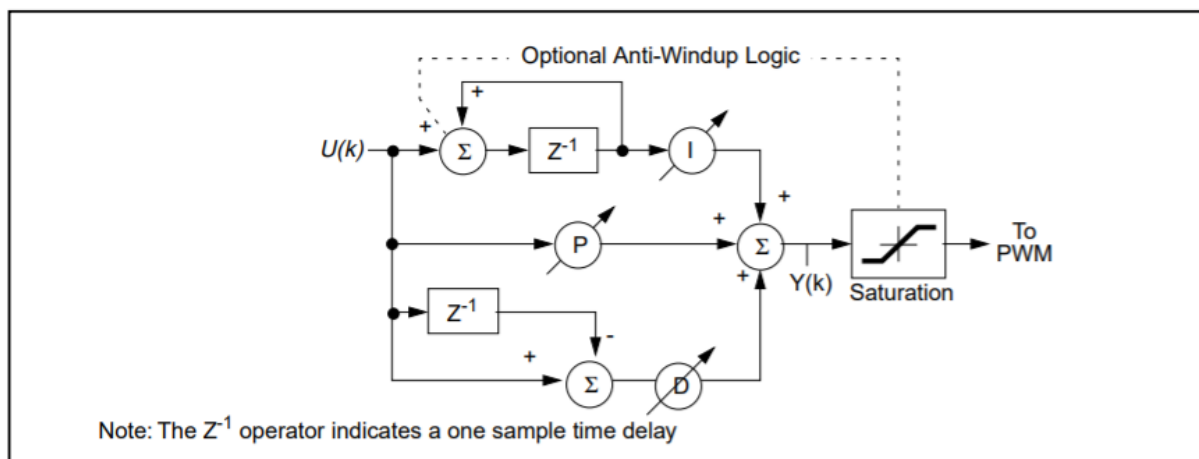 Optional Anti-Windup Logic
+
+
U(k)
Σ
Z-1
I
+
+
P
Σ
To
PWM
+
Y(k)
Saturation
Z-1
-
+
Σ
D
Note: The Z-1 operator indicates a one sample time delay